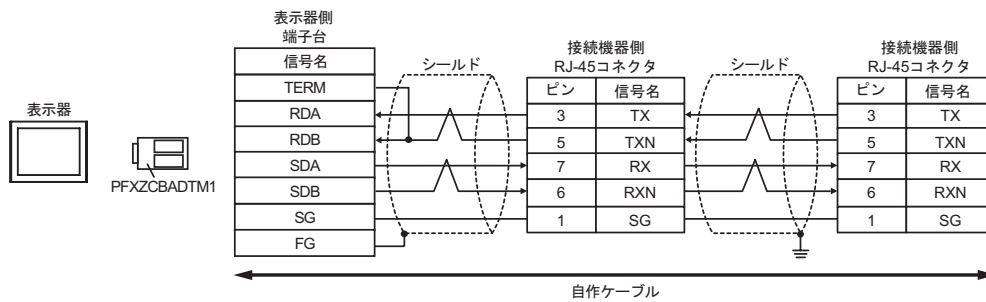 表示器
PFXZCBADTM1
表示器側
端子台
信号名
TERM
RDA
RDB
SDA
SDB
SG
FG
シールド
接続機器側
RJ-45コネクタ
ピン 信号名
3 TX
5 TXN
7 RX
6 RXN
1 SG
シールド
接続機器側
RJ-45コネクタ
ピン 信号名
3 TX
5 TXN
7 RX
6 RXN
1 SG
自作ケーブル